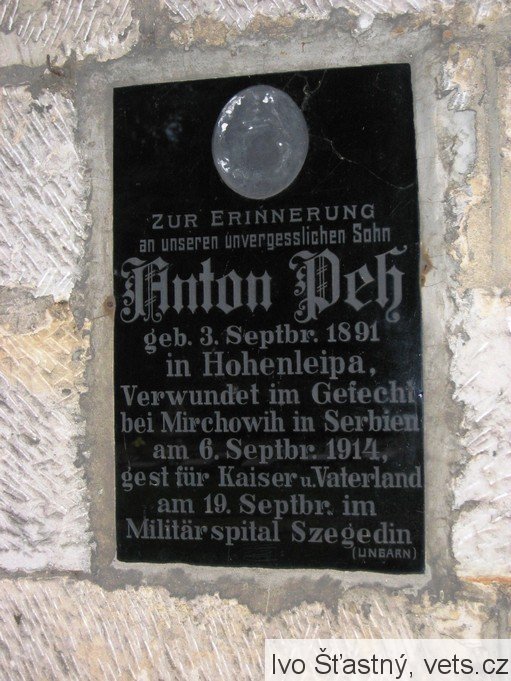 ZUR ERINNERUNG
an unseren unvergesslichen Sohn
Anton Peh
geb. 3. Septbr. 1891
in Hohenleipa,
Verwundet im Gefecht
bei Mirchowih in Serbien
am 6. Septbr. 1914,
gest für Kaiser u. Vaterland
am 19. Septbr. im
Militärspital Szegedin
(UNGARN)
Ivo Šťastný, vets.cz